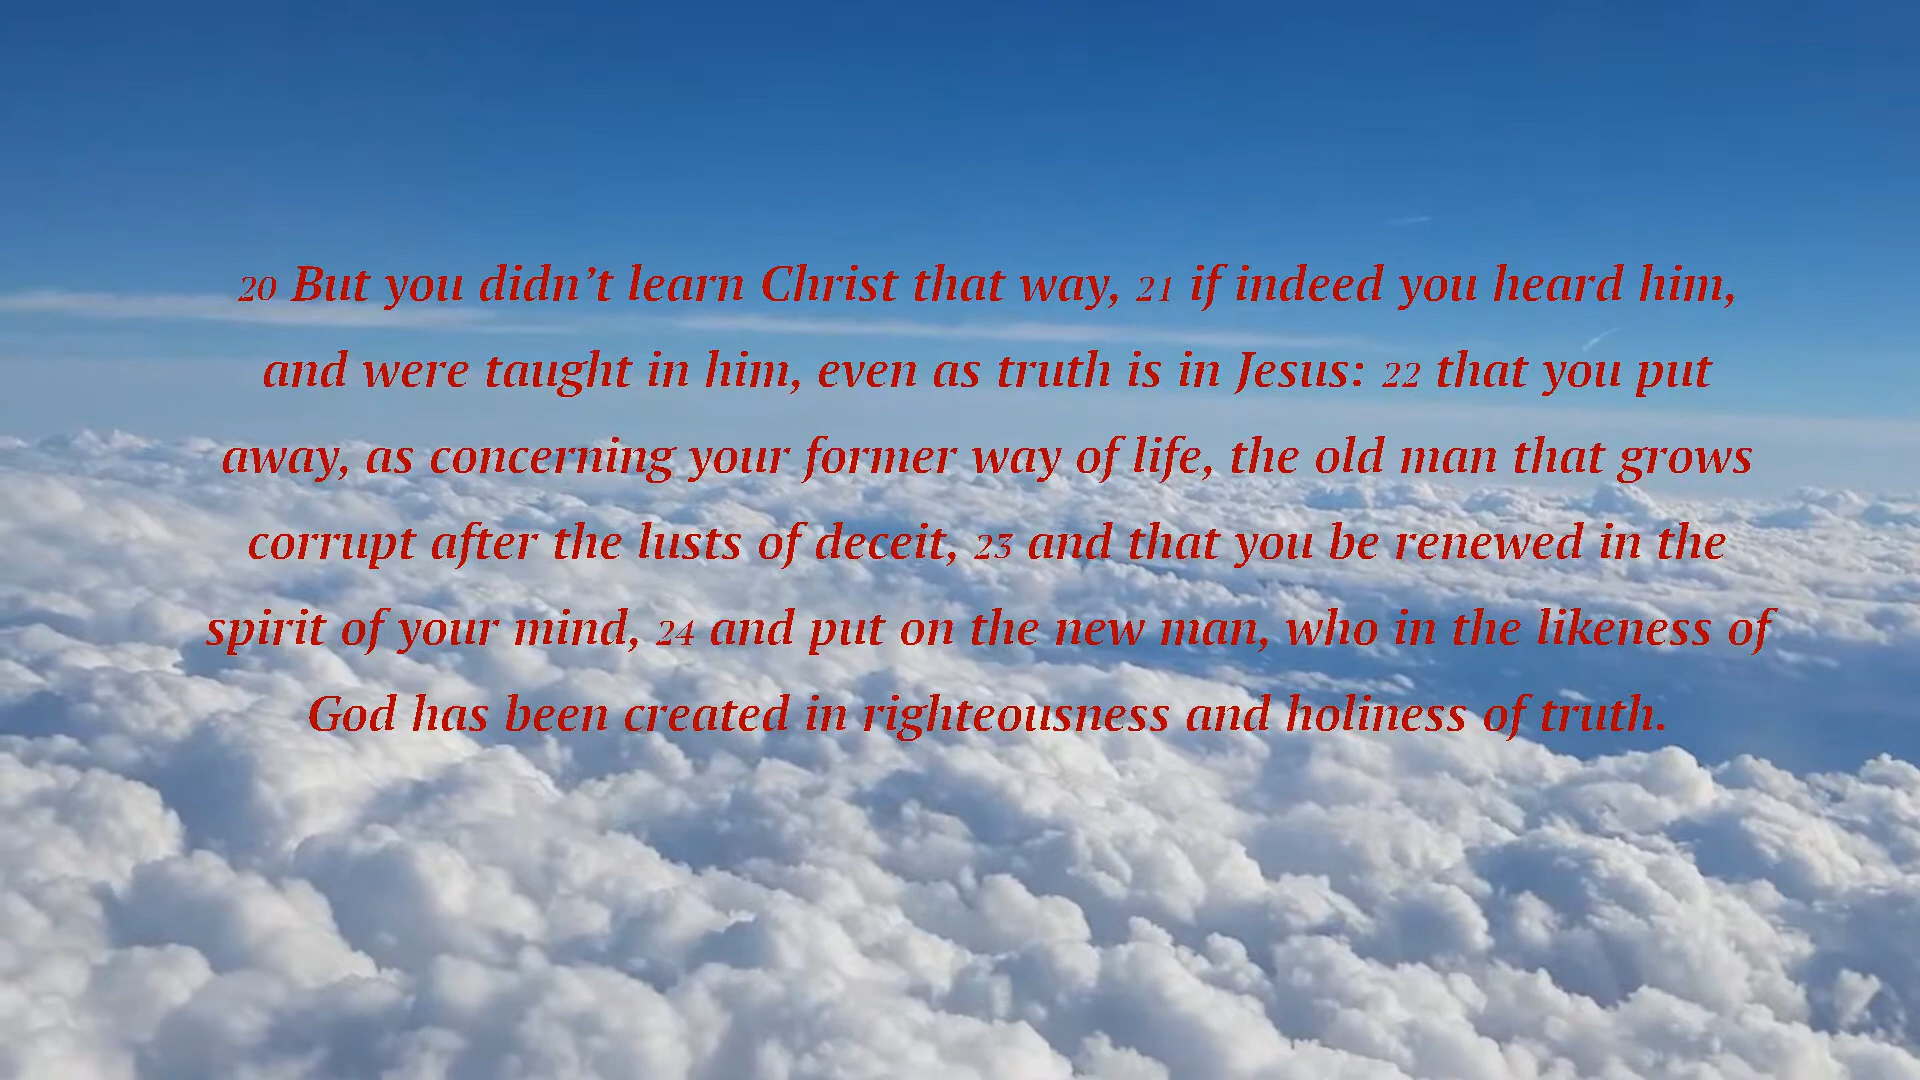 20 But you didn’t learn Christ that way, 21 if indeed you heard him,
and were taught in him, even as truth is in Jesus: 22 that you put
away, as concerning your former way of life, the old man that grows
corrupt after the lusts of deceit, 23 and that you be renewed in the
spirit of your mind, 24 and put on the new man, who in the likeness of
God has been created in righteousness and holiness of truth.